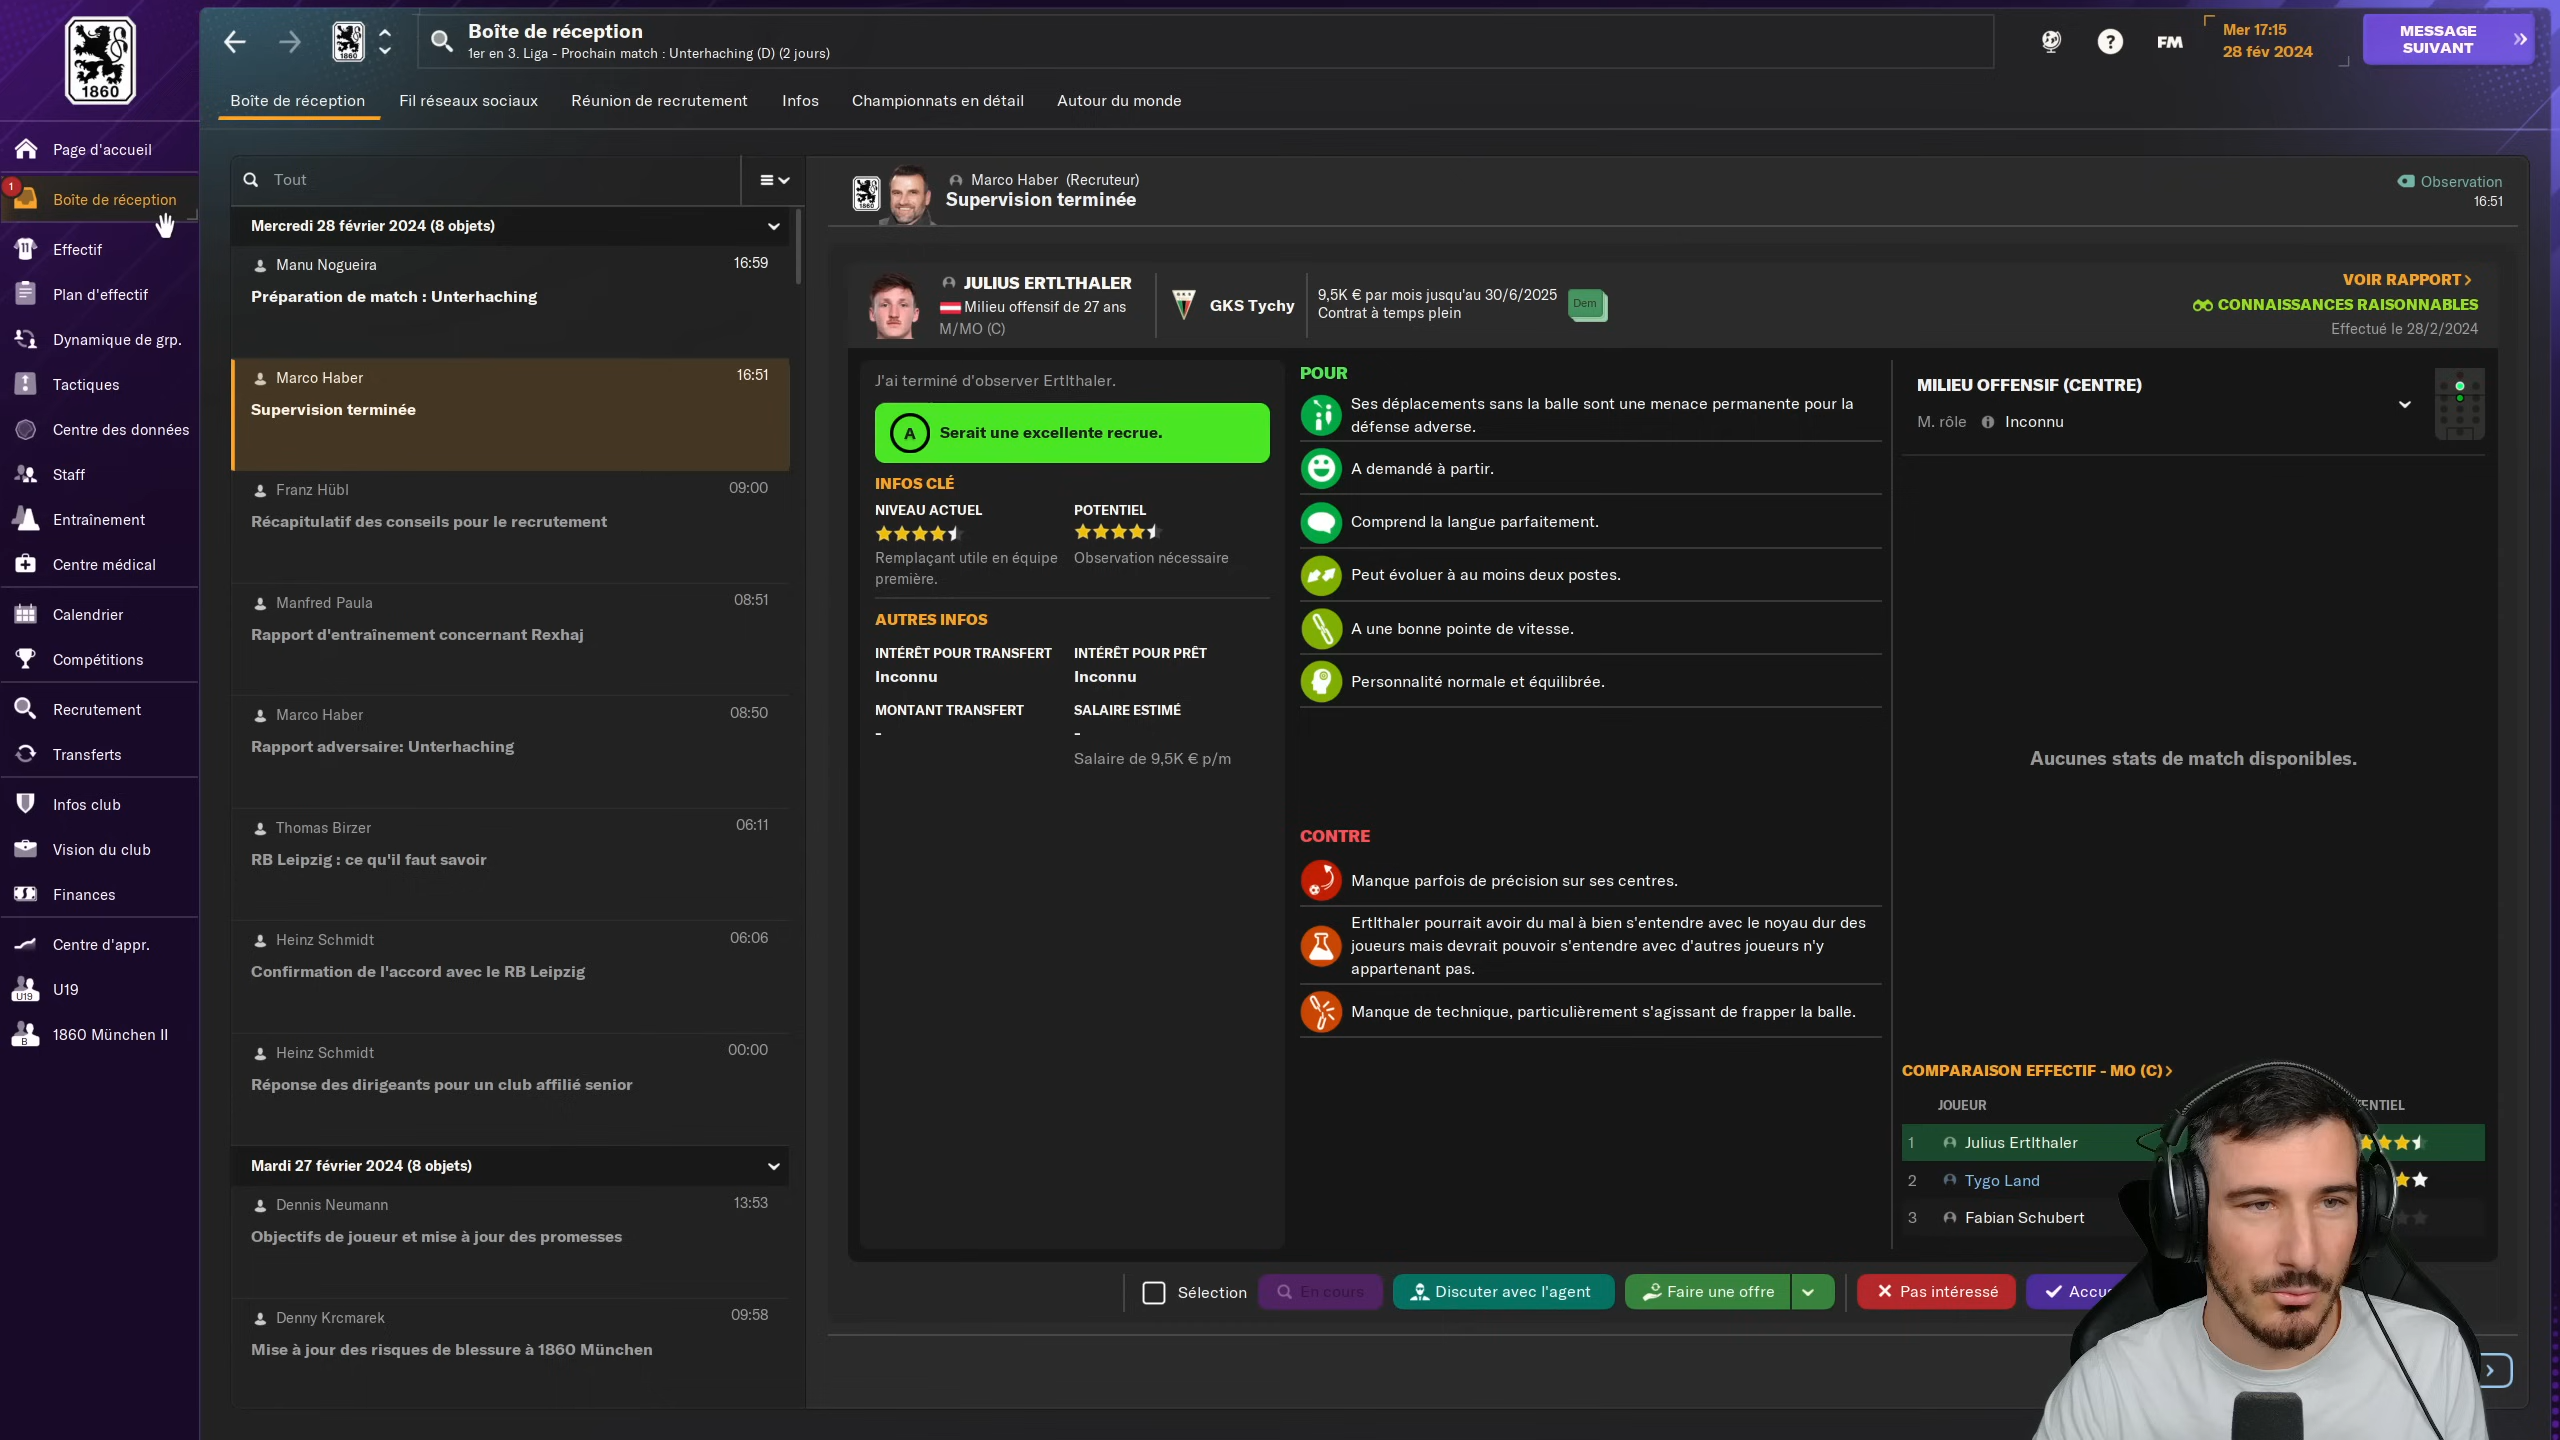 1860
1860
Boîte de réception
1er en 3. Liga - Prochain match : Unterhaching (D) (2 jours)
?
FM
Mer 17:15
28 fév 2024
MESSAGE
SUIVANT
Boîte de réception
Fil réseaux sociaux
Réunion de recrutement
Infos
Championnats en détail
Autour du monde
Page d'accueil
1
Boîte de réception
Effectif
Plan d'effectif
Dynamique de grp.
Tactiques
Centre des données
Staff
Entraînement
Centre médical
Calendrier
Compétitions
Recrutement
Transferts
Infos club
Vision du club
Finances
Centre d'appr.
U19
U19
B
1860 München II
Tout
Mercredi 28 février 2024 (8 objets)
Manu Nogueira
16:59
Préparation de match : Unterhaching
Marco Haber
16:51
Supervision terminée
Franz Hübl
09:00
Récapitulatif des conseils pour le recrutement
Manfred Paula
08:51
Rapport d'entraînement concernant Rexhaj
Marco Haber
08:50
Rapport adversaire: Unterhaching
Thomas Birzer
06:11
RB Leipzig : ce qu'il faut savoir
Heinz Schmidt
06:06
Confirmation de l'accord avec le RB Leipzig
Heinz Schmidt
00:00
Réponse des dirigeants pour un club affilié senior
Mardi 27 février 2024 (8 objets)
Dennis Neumann
13:53
Objectifs de joueur et mise à jour des promesses
Denny Krcmarek
09:58
Mise à jour des risques de blessure à 1860 München
1860
Marco Haber (Recruteur)
Supervision terminée
Observation
16:51
JULIUS ERTLTHALER
Milieu offensif de 27 ans
M/MO (C)
GKS Tychy
9,5K € par mois jusqu'au 30/6/2025
Contrat à temps plein
Dem
VOIR RAPPORT
CONNAISSANCES RAISONNABLES
Effectué le 28/2/2024
J'ai terminé d'observer Ertlthaler.
A
Serait une excellente recrue.
INFOS CLÉ
NIVEAU ACTUEL
POTENTIEL
Remplaçant utile en équipe
première.
Observation nécessaire
AUTRES INFOS
INTÉRÊT POUR TRANSFERT
INTÉRÊT POUR PRÊT
Inconnu
Inconnu
MONTANT TRANSFERT
SALAIRE ESTIMÉ
-
-
Salaire de 9,5K € p/m
POUR
Ses déplacements sans la balle sont une menace permanente pour la
défense adverse.
A demandé à partir.
Comprend la langue parfaitement.
Peut évoluer à au moins deux postes.
A une bonne pointe de vitesse.
Personnalité normale et équilibrée.
CONTRE
Manque parfois de précision sur ses centres.
Ertlthaler pourrait avoir du mal à bien s'entendre avec le noyau dur des
joueurs mais devrait pouvoir s'entendre avec d'autres joueurs n'y
appartenant pas.
Manque de technique, particulièrement s'agissant de frapper la balle.
MILIEU OFFENSIF (CENTRE)
M. rôle
Inconnu
Aucunes stats de match disponibles.
COMPARAISON EFFECTIF - MO (C)
JOUEUR
ENTIEL
1 Julius Ertlthaler
2 Tygo Land
3 Fabian Schubert
Sélection
En cours
Discuter avec l'agent
Faire une offre
Pas intéressé
Accu